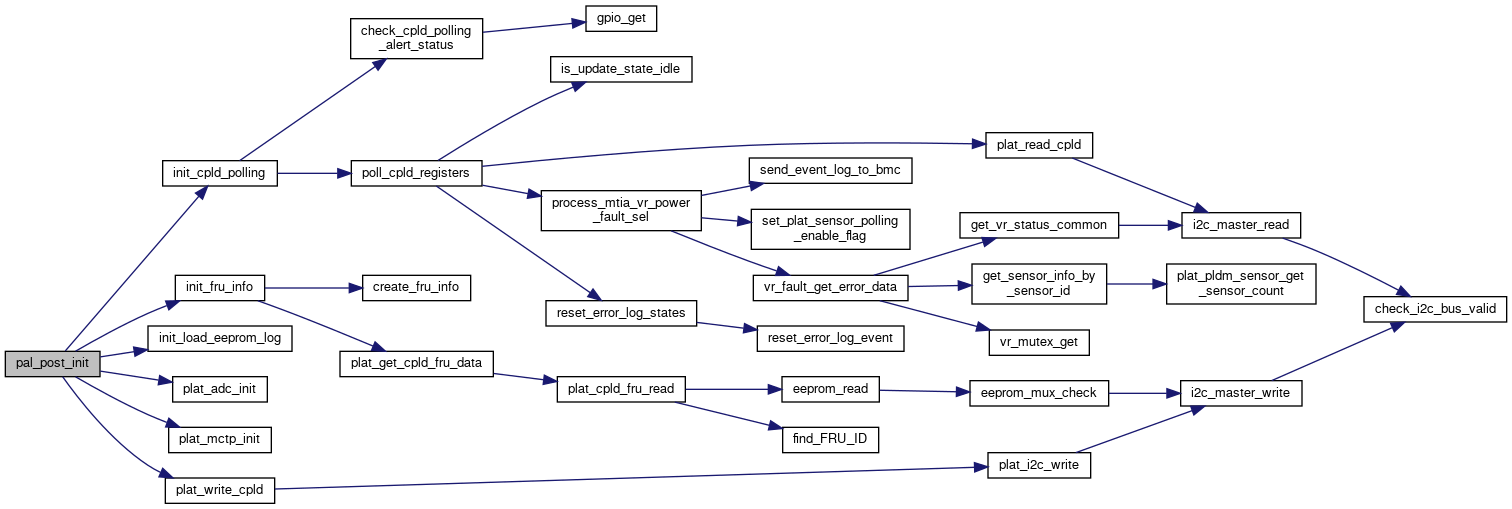 pal_post_init
init_cpld_polling
check_cpld_polling
_alert_status
gpio_get
poll_cpld_registers
is_update_state_idle
plat_read_cpld
i2c_master_read
check_i2c_bus_valid
process_mtia_vr_power
_fault_sel
send_event_log_to_bmc
set_plat_sensor_polling
_enable_flag
vr_fault_get_error_data
get_vr_status_common
get_sensor_info_by
_sensor_id
plat_pldm_sensor_get
_sensor_count
vr_mutex_get
reset_error_log_states
reset_error_log_event
init_fru_info
create_fru_info
plat_get_cpld_fru_data
plat_cpld_fru_read
eeprom_read
eeprom_mux_check
i2c_master_write
find_FRU_ID
init_load_eeprom_log
plat_adc_init
plat_mctp_init
plat_write_cpld
plat_i2c_write